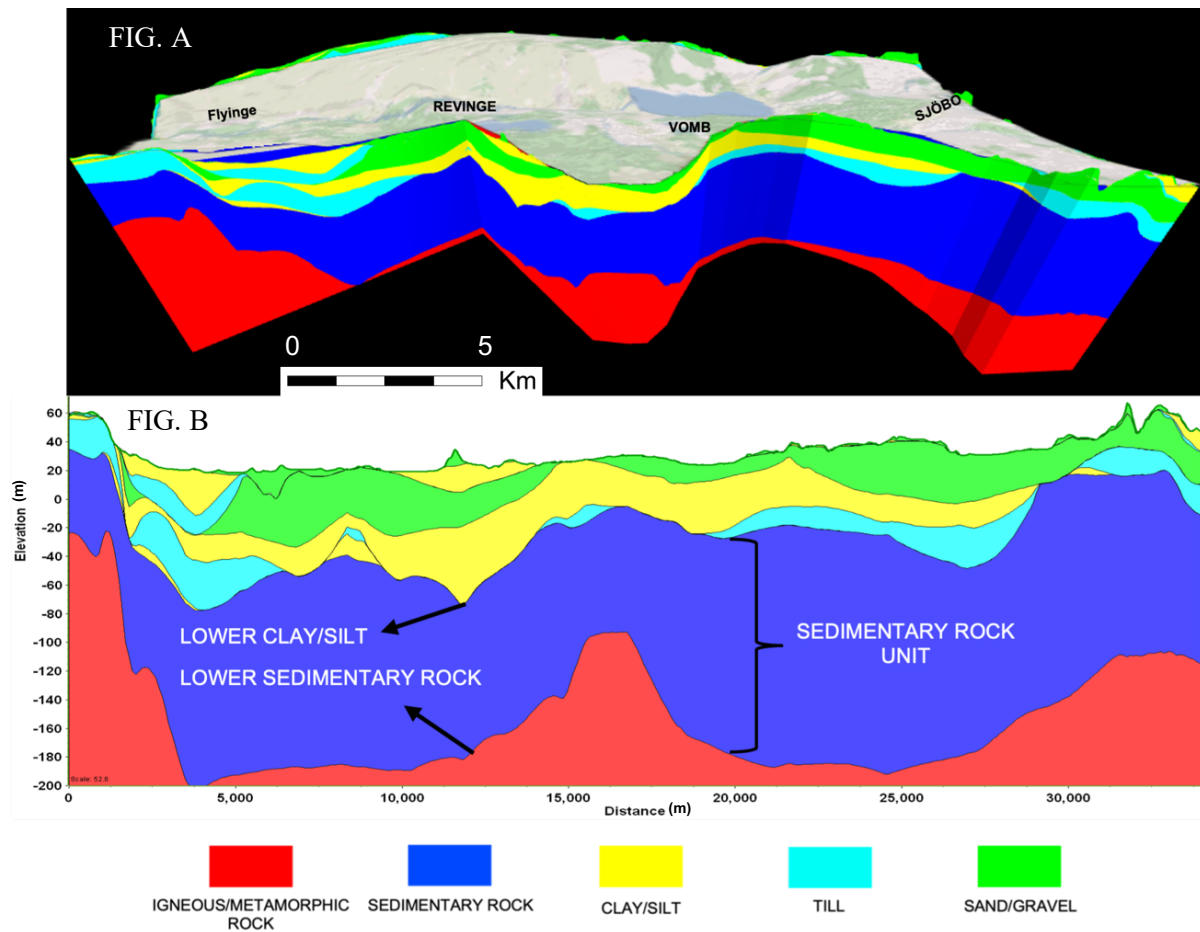 FIG. A
Flyinge
REVINGE
VOMB
SJÖBO
0 5
Km
FIG. B
60
40
20
0
-20
-40
-60
-80
-100
-120
-140
-160
-180
-200
Elevation (m)
LOWER CLAY/SILT
LOWER SEDIMENTARY ROCK
SEDIMENTARY ROCK
UNIT
Scale: 52.6
0 5,000 10,000 15,000 20,000 25,000 30,000
Distance (m)
IGNEOUS/METAMORPHIC
ROCK
SEDIMENTARY ROCK
CLAY/SILT
TILL
SAND/GRAVEL